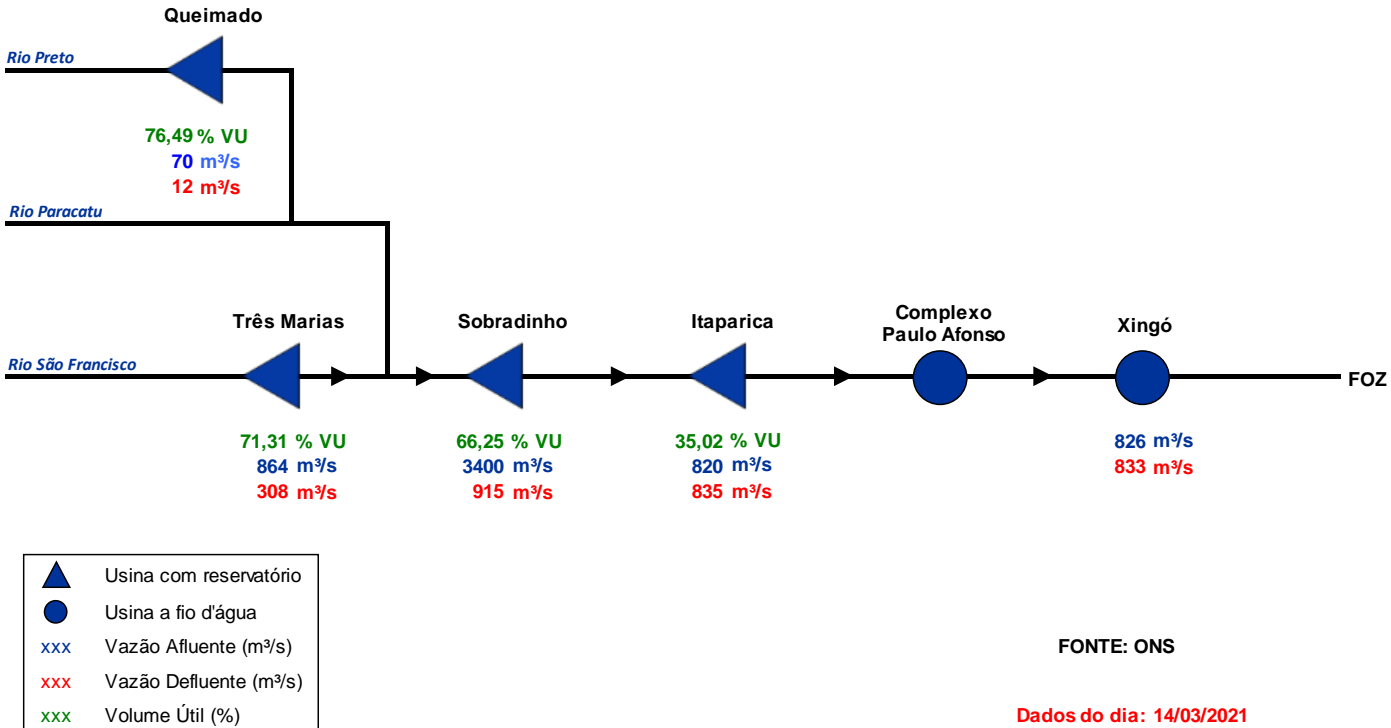 Queimado
Rio Preto
76,49 % VU
70 m³/s
12 m³/s
Rio Paracatu
Três Marias
Sobradinho
Itaparica
Complexo
Paulo Afonso
Xingó
Rio São Francisco
FOZ
71,31 % VU
864 m³/s
308 m³/s
66,25 % VU
3400 m³/s
915 m³/s
35,02 % VU
820 m³/s
835 m³/s
826 m³/s
833 m³/s
Usina com reservatório
Usina a fio d'água
xxx Vazão Afluente (m³/s)
xxx Vazão Defluente (m³/s)
xxx Volume Útil (%)
FONTE: ONS
Dados do dia: 14/03/2021